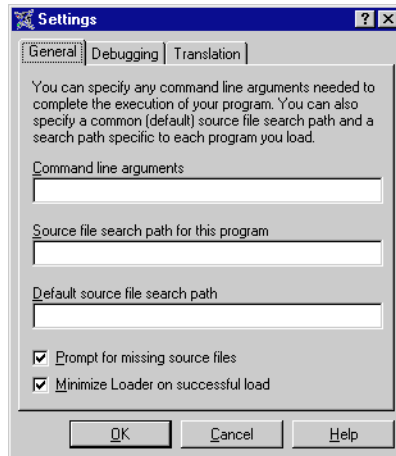 Settings
General Debugging Translation
You can specify any command line arguments needed to
complete the execution of your program. You can also
specify a common (default) source file search path and a
search path specific to each program you load.
Command line arguments
Source file search path for this program
Default source file search path
Prompt for missing source files
Minimize Loader on successful load
OK Cancel Help